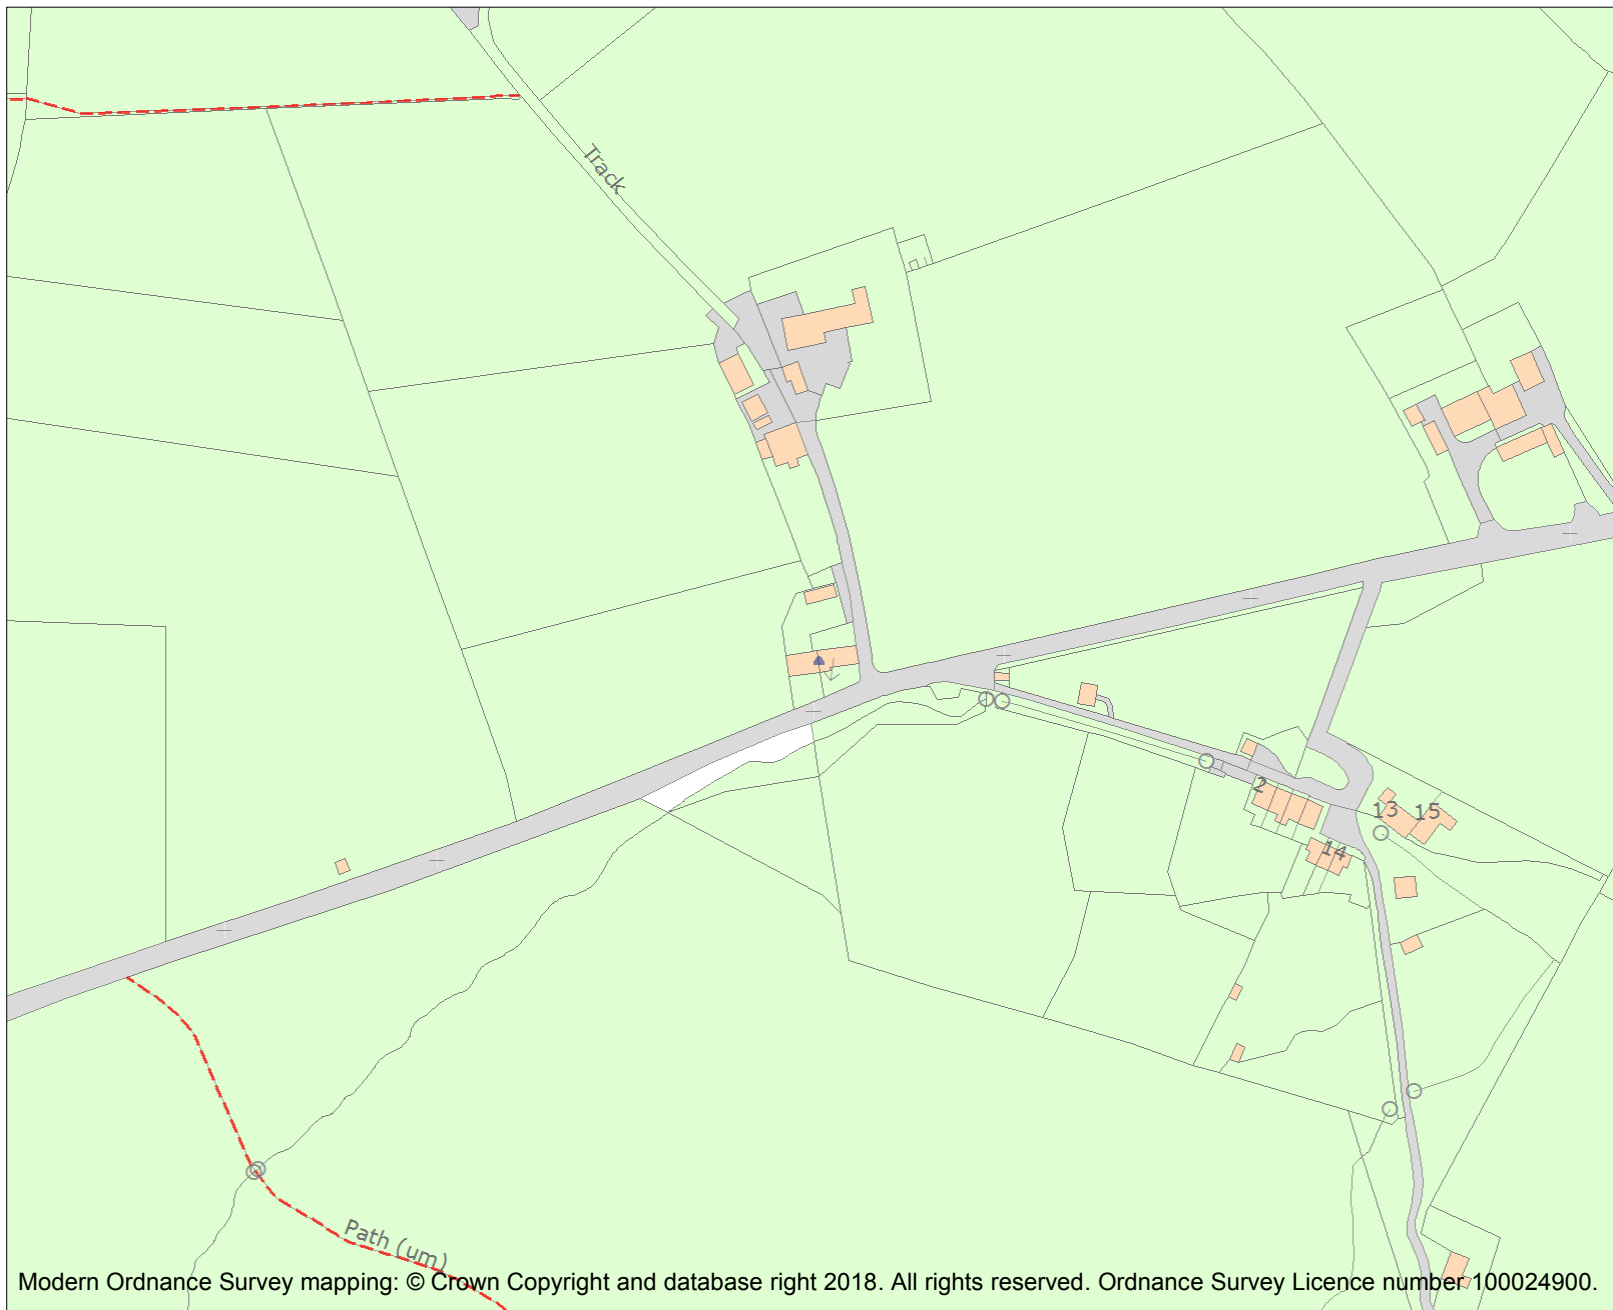 Track
2
13
15
14
Path (um)
Modern Ordnance Survey mapping: © Crown Copyright and database right 2018. All rights reserved. Ordnance Survey Licence number 100024900.